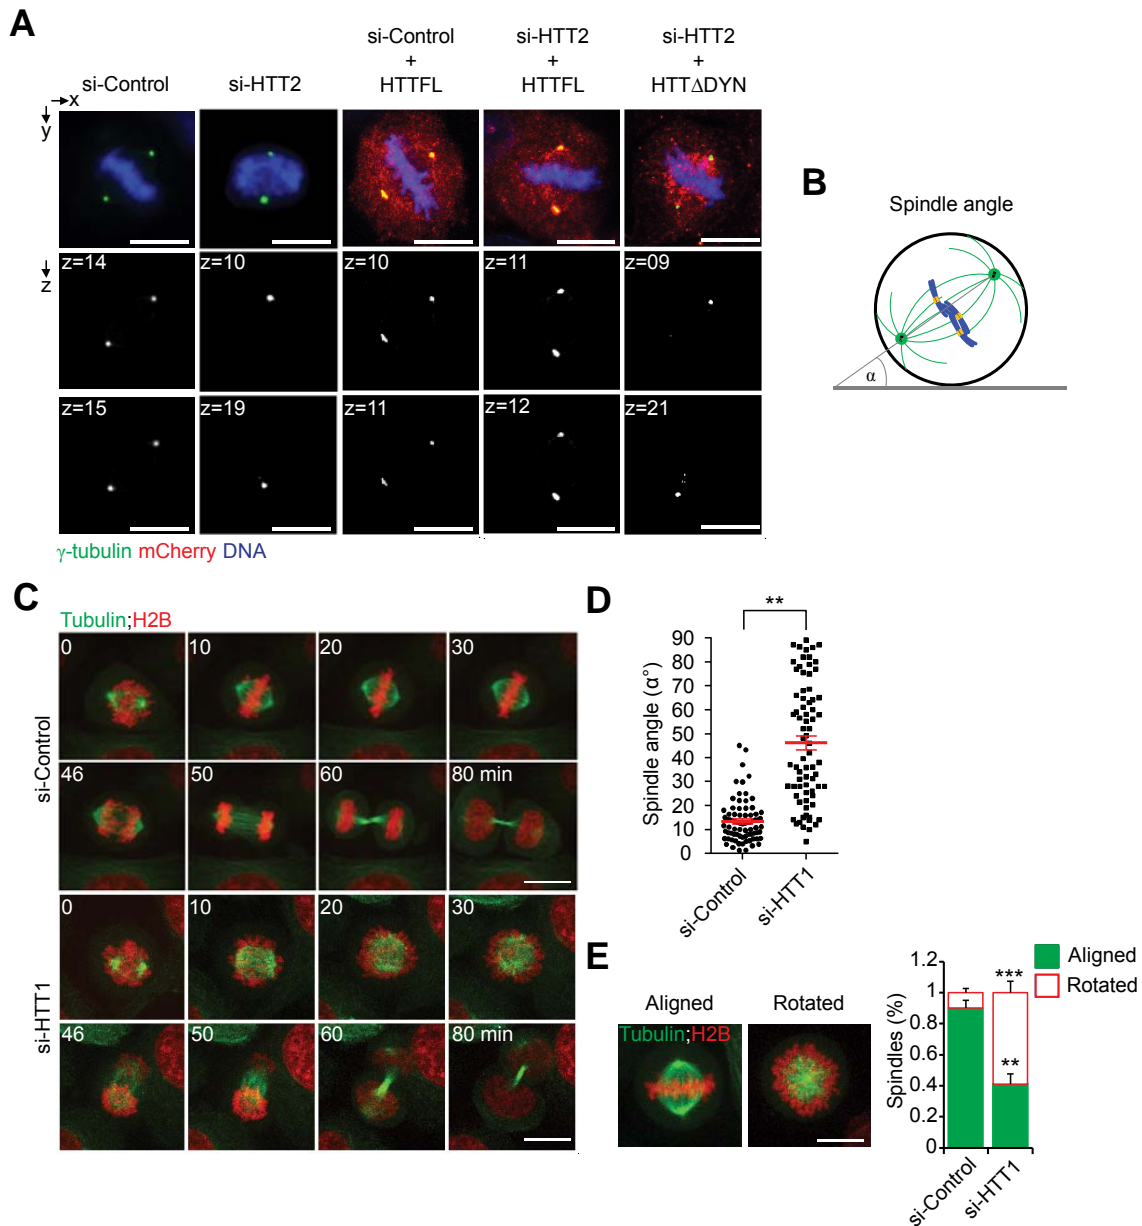 A
si-Control
si-HTT2
si-Control
+
HTTFL
si-HTT2
+
HTTFL
si-HTT2
+
HTTΔDYN
x
y
z
z=14
z=10
z=10
z=11
z=09
z=15
z=19
z=11
z=12
z=21
γ-tubulin mCherry DNA
B
Spindle angle
α
C
Tubulin;H2B
si-Control
0
10
20
30
46
50
60
80 min
si-HTT1
0
10
20
30
46
50
60
80 min
D
**
Spindle angle (α°)
90
80
70
60
50
40
30
20
10
0
si-Control
si-HTT1
E
Aligned
Rotated
Tubulin;H2B
Aligned
Rotated
Spindles (%)
1.2
1
0.8
0.6
0.4
0.2
0
***
**
si-Control
si-HTT1